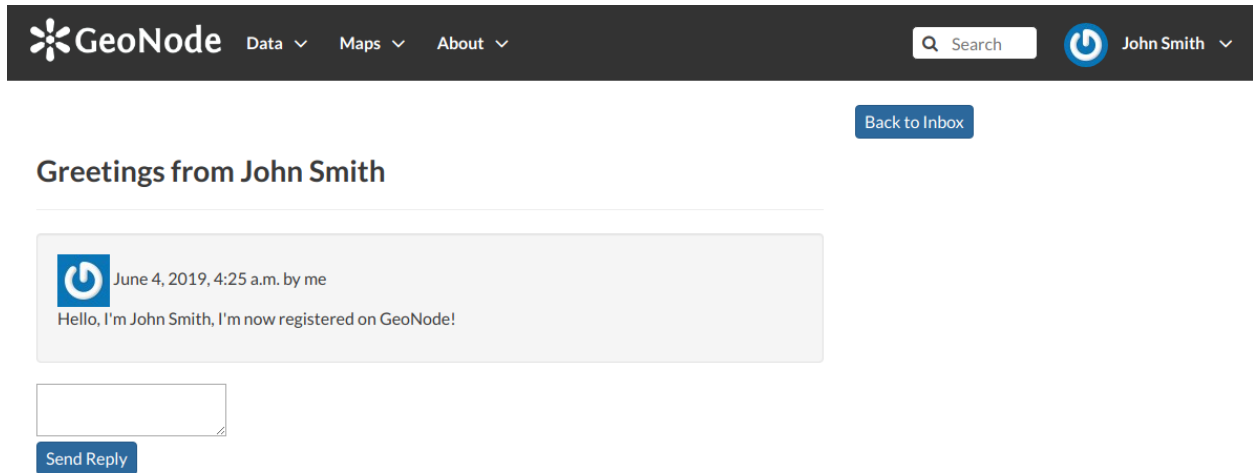 GeoNode Data Maps About Search John Smith
Back to Inbox
Greetings from John Smith
June 4, 2019, 4:25 a.m. by me
Hello, I'm John Smith, I'm now registered on GeoNode!
Send Reply